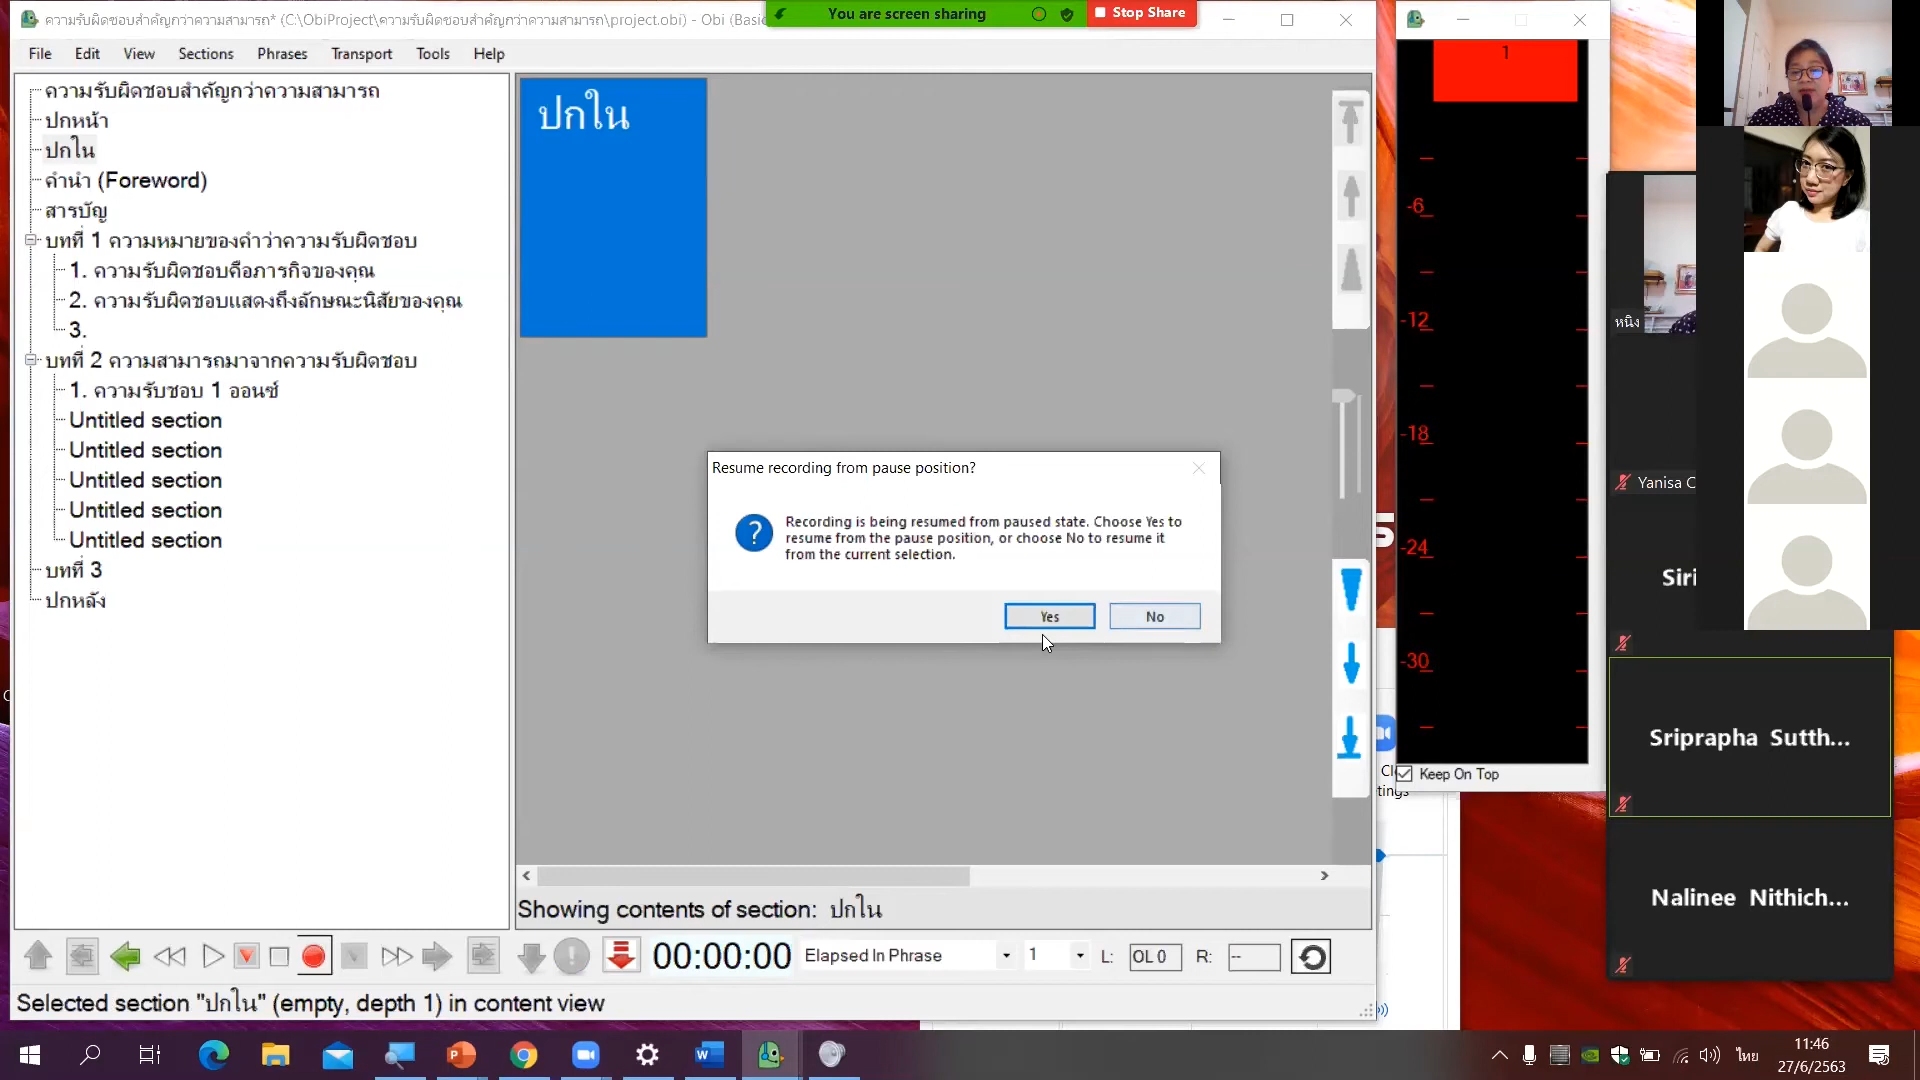 ความรับผิดชอบสำคัญกว่าความสามารถ* (C:\ObiProject\ความรับผิดชอบสำคัญกว่าความสามารถ\project.obi) - Obi (Basic
You are screen sharing
Stop Share
File Edit View Sections Phrases Transport Tools Help
ความรับผิดชอบสำคัญกว่าความสามารถ
ปกหน้า
ปกใน
คำนำ (Foreword)
สารบัญ
บทที่ 1 ความหมายของคำว่าความรับผิดชอบ
1. ความรับผิดชอบคือภารกิจของคุณ
2. ความรับผิดชอบแสดงถึงลักษณะนิสัยของคุณ
3.
บทที่ 2 ความสามารถมาจากความรับผิดชอบ
1. ความรับชอบ 1 ออนซ์
Untitled section
Untitled section
Untitled section
Untitled section
Untitled section
บทที่ 3
ปกหลัง
ปกใน
Resume recording from pause position?
Recording is being resumed from paused state. Choose Yes to
resume from the pause position, or choose No to resume it
from the current selection.
Yes No
Showing contents of section: ปกใน
00:00:00 Elapsed In Phrase 1 L: OL 0 R: --
Selected section "ปกใน" (empty, depth 1) in content view
1
-6
-12
-18
-24
-30
Keep On Top
tings
หนิง
Yanisa C
Siri
Sriprapha Sutth...
Nalinee Nithich...
ไทย
11:46
27/6/2563